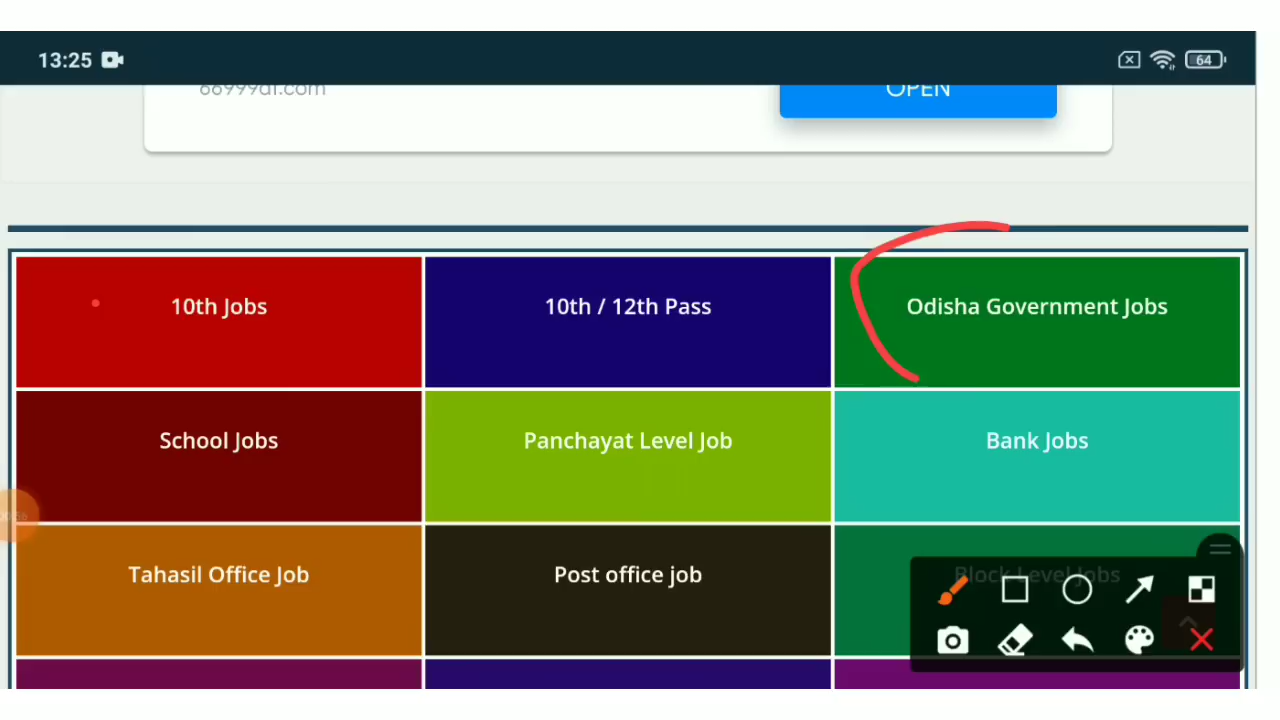 13:25
64
OPEN
10th Jobs
10th / 12th Pass
Odisha Government Jobs
School Jobs
Panchayat Level Job
Bank Jobs
Tahasil Office Job
Post office job
Block Level Jobs